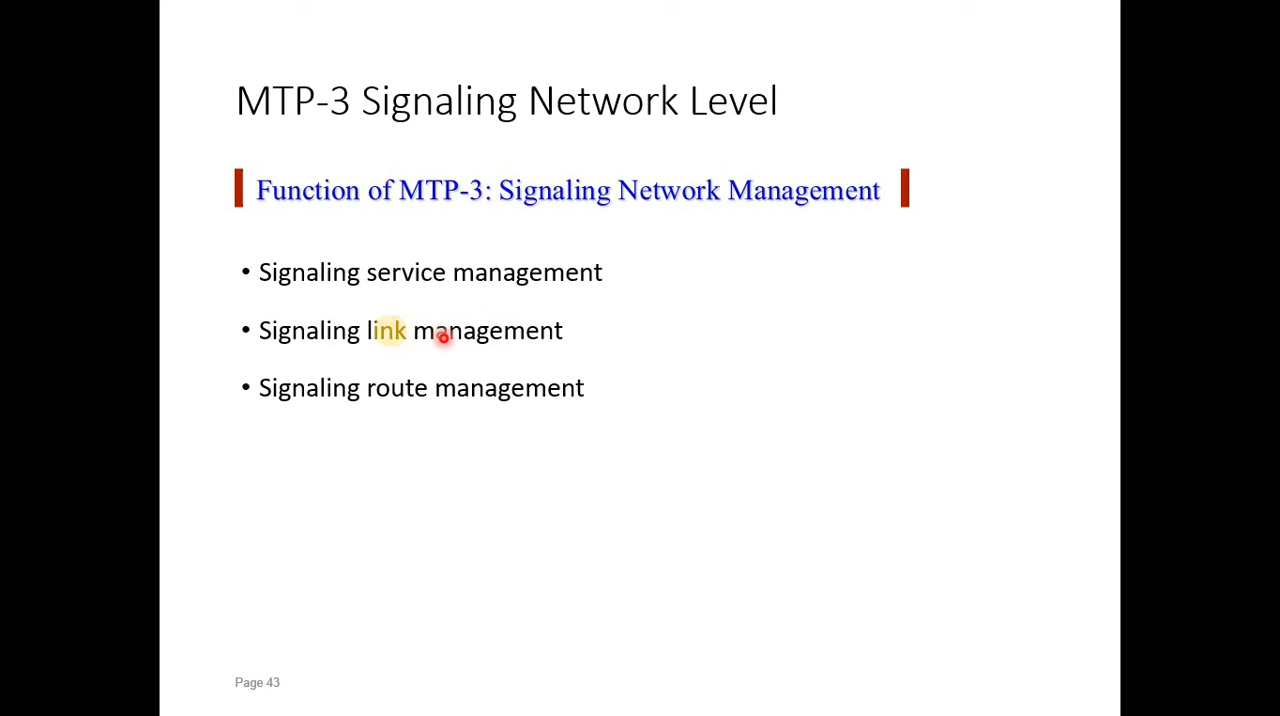 MTP-3 Signaling Network Level
Function of MTP-3: Signaling Network Management
• Signaling service management
• Signaling link management
• Signaling route management
Page 43